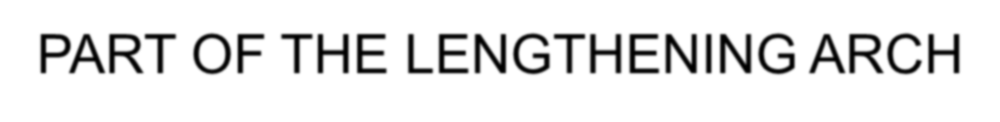 PART OF THE LENGTHENING ARCH